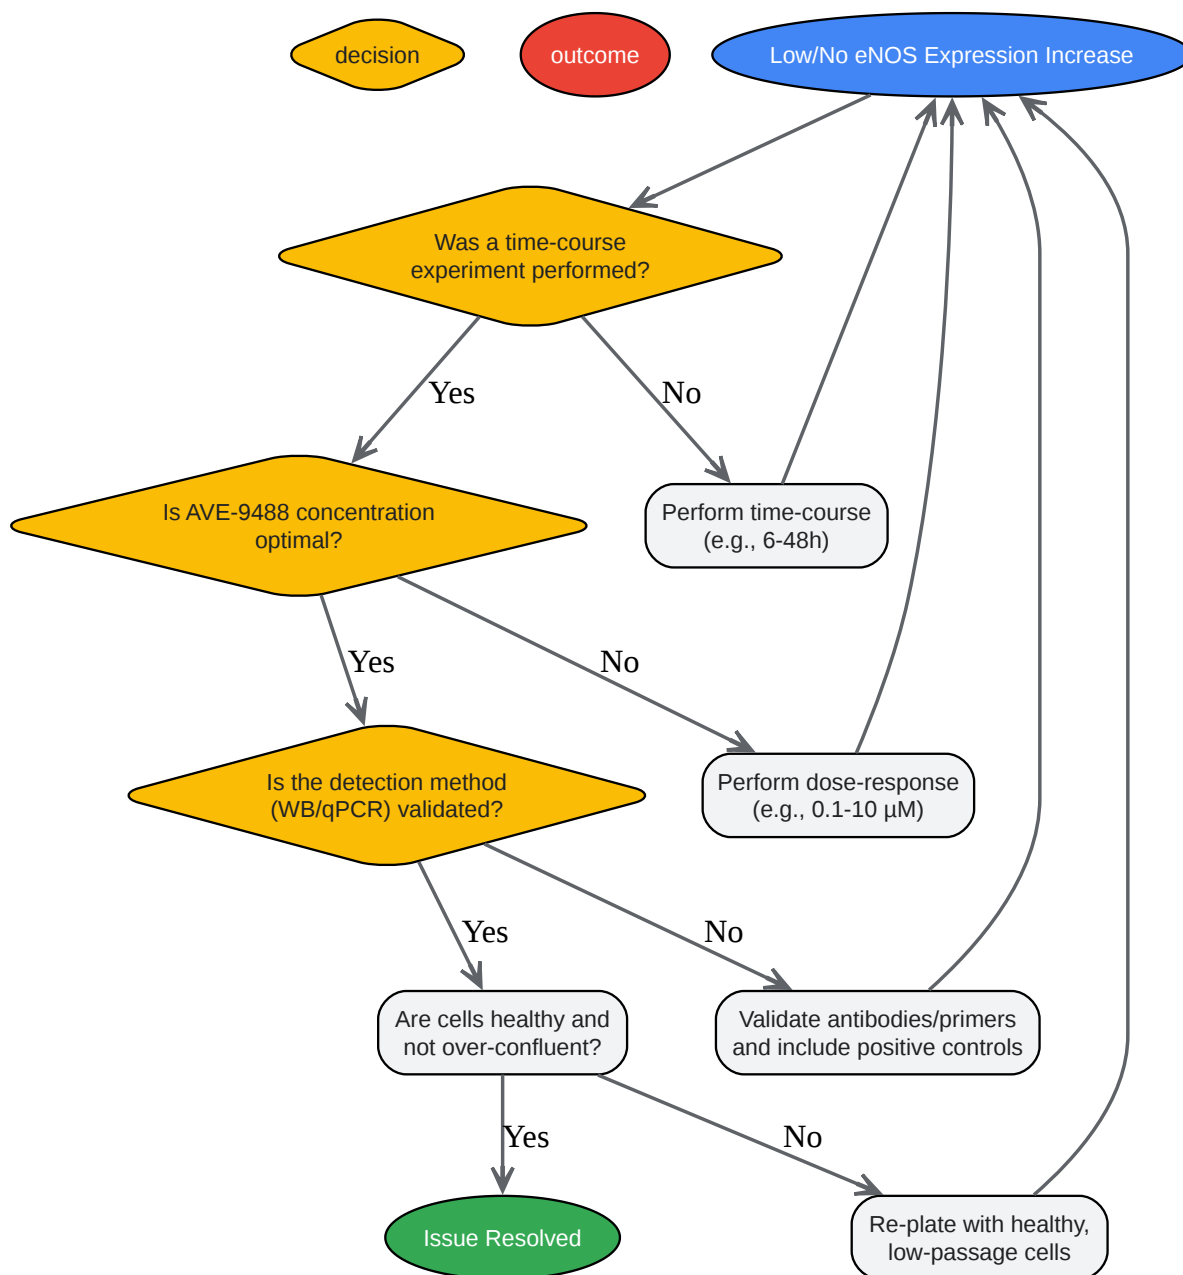 decision
outcome
Low/No eNOS Expression Increase
Was a time-course
experiment performed?
Yes
No
Is AVE-9488 concentration
optimal?
Perform time-course
(e.g., 6-48h)
Yes
No
Is the detection method
(WB/qPCR) validated?
Perform dose-response
(e.g., 0.1-10 µM)
Yes
No
Are cells healthy and
not over-confluent?
Validate antibodies/primers
and include positive controls
Yes
No
Issue Resolved
Re-plate with healthy,
low-passage cells